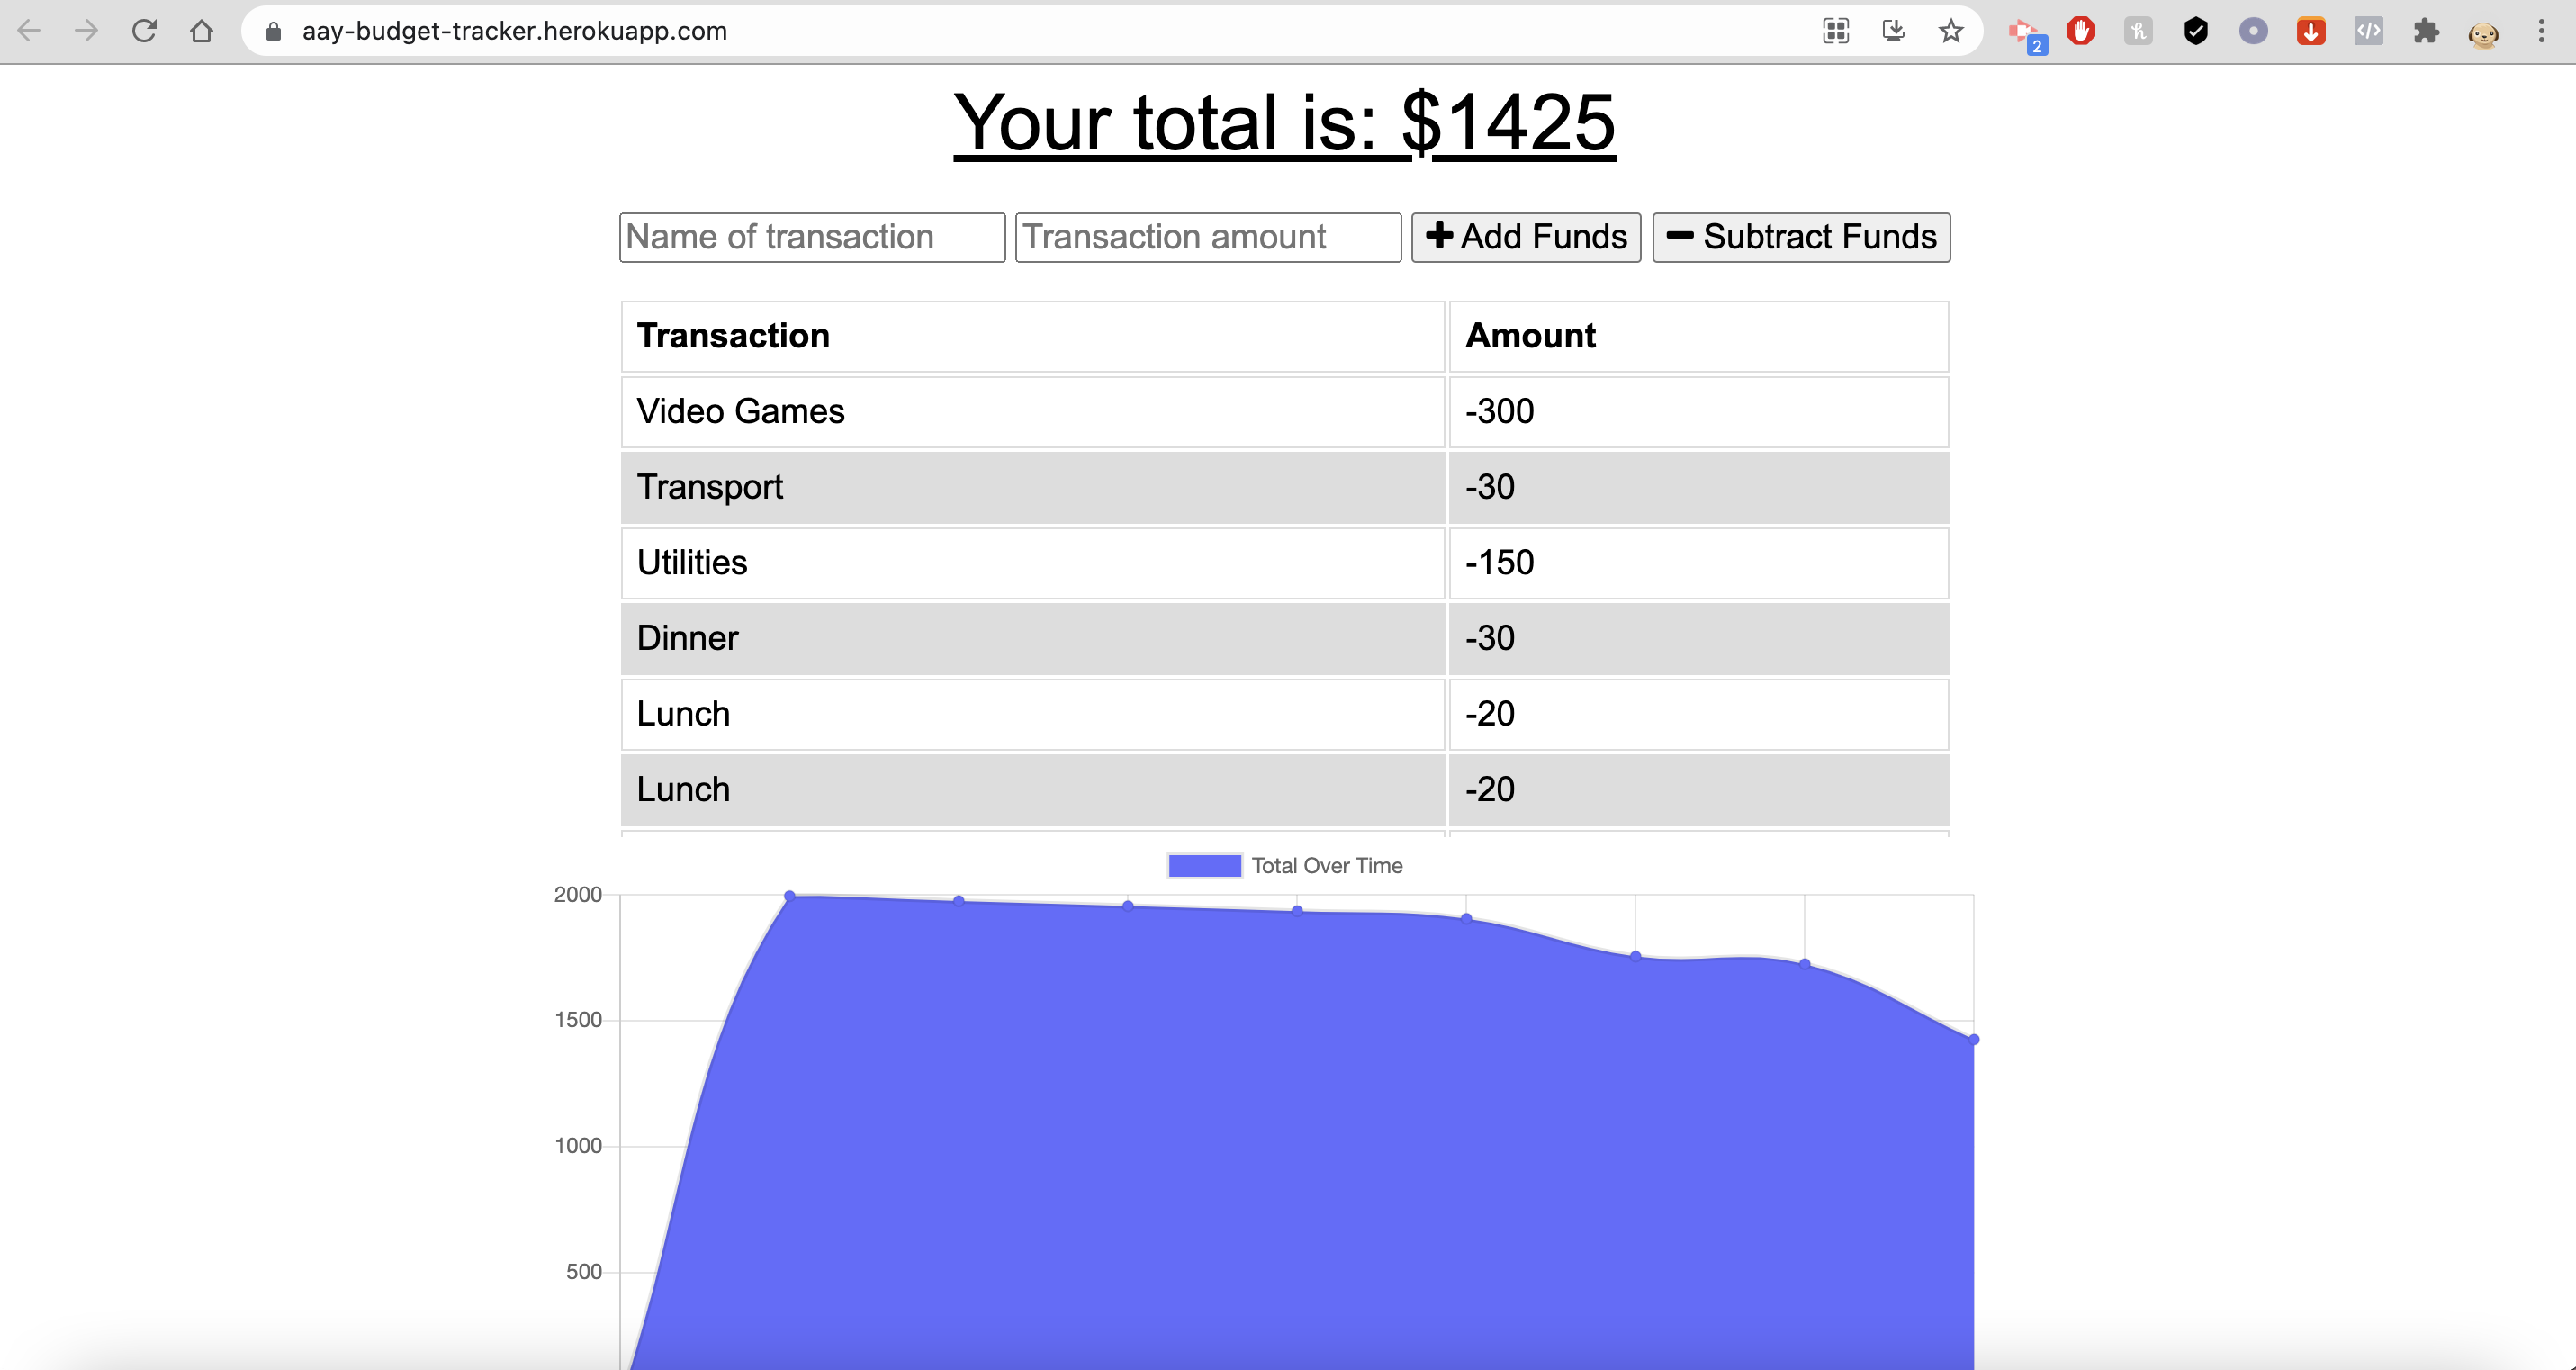 aay-budget-tracker.herokuapp.com
2
Your total is: $1425
Name of transaction Transaction amount Add Funds Subtract Funds
Transaction Amount
Video Games -300
Transport -30
Utilities -150
Dinner -30
Lunch -20
Lunch -20
Total Over Time
2000
1500
1000
500